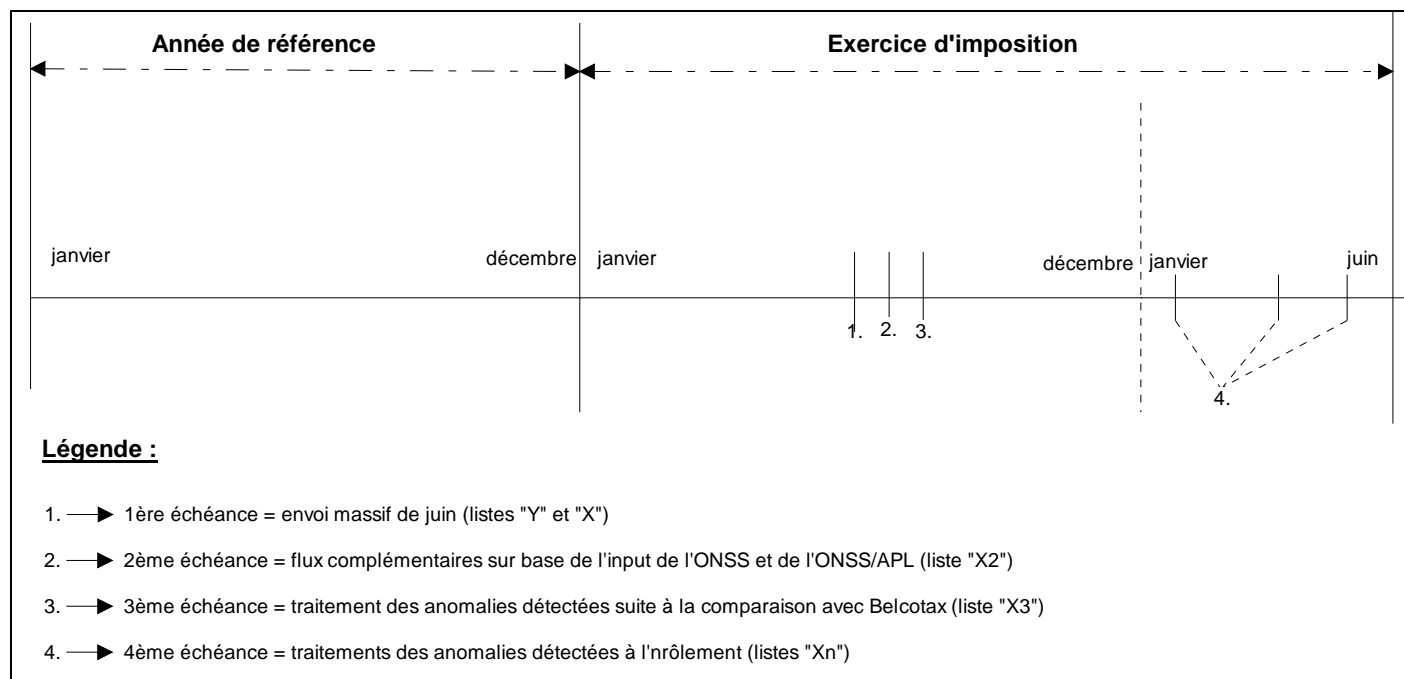 Année de référence
Exercice d'imposition
janvier
décembre
janvier
décembre
janvier
juin
1.
2.
3.
4.
Légende :
1. 1ère échéance = envoi massif de juin (listes "Y" et "X")
2. 2ème échéance = flux complémentaires sur base de l'input de l'ONSS et de l'ONSS/APL (liste "X2")
3. 3ème échéance = traitement des anomalies détectées suite à la comparaison avec Belcotax (liste "X3")
4. 4ème échéance = traitements des anomalies détectées à l'nrôlement (listes "Xn")